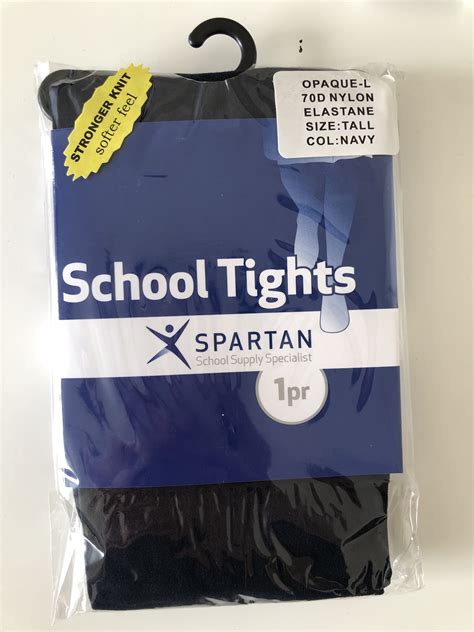 STRONGER KNIT
softer feel
OPAQUE-L
70D NYLON
ELASTANE
SIZE:TALL
COL:NAVY
School Tights
SPARTAN
School Supply Specialist
1pr